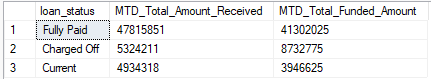 loan_status MTD_Total_Amount_Received MTD_Total_Funded_Amount
1 Fully Paid 47815851 41302025
2 Charged Off 5324211 8732775
3 Current 4934318 3946625